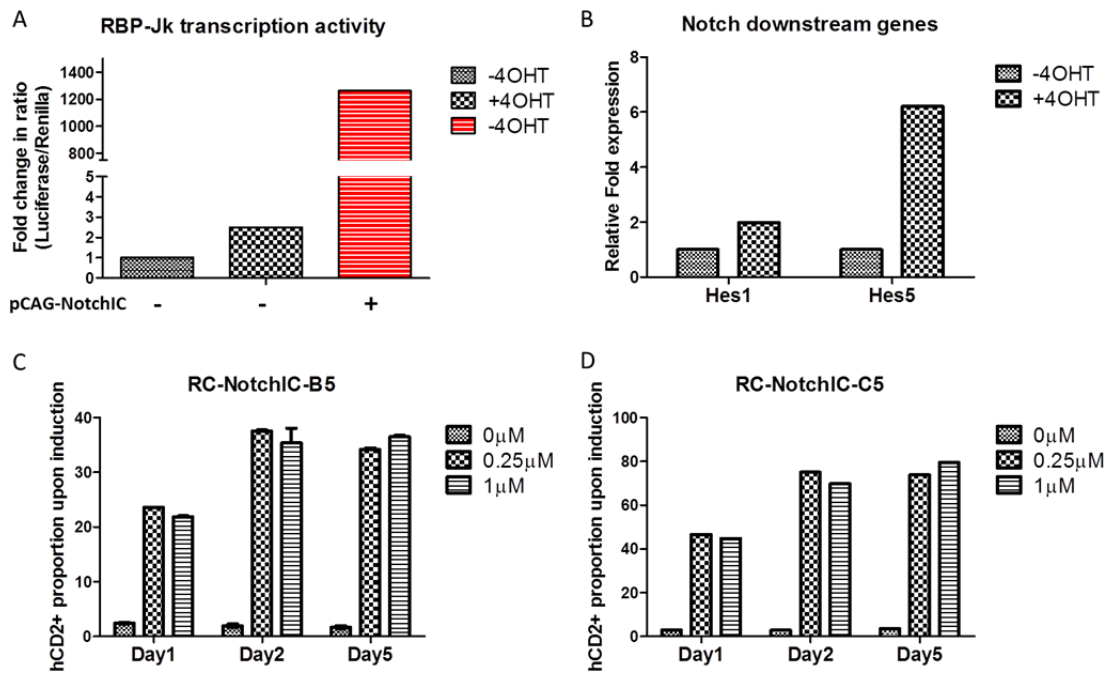 A
RBP-Jk transcription activity
Fold change in ratio
(Luciferase/Renilla)
1400
1200
1000
800
5
4
3
2
1
0
pCAG-NotchIC
-
-
+
-4OHT
+4OHT
-4OHT
B
Notch downstream genes
Relative Fold expression
8
6
4
2
0
Hes1
Hes5
-4OHT
+4OHT
C
RC-NotchIC-B5
hCD2+ proportion upon induction
40
30
20
10
0
Day1
Day2
Day5
0μM
0.25μM
1μM
D
RC-NotchIC-C5
hCD2+ proportion upon induction
100
80
60
40
20
0
Day1
Day2
Day5
0μM
0.25μM
1μM